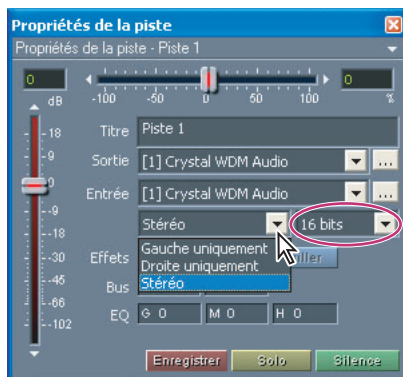 Propriétés de la piste
Propriétés de la piste - Piste 1
0 0
dB -100 -50 0 50 100 %
18 Titre Piste 1
9 Sortie [1] Crystal WDM Audio ...
0 Entrée [1] Crystal WDM Audio ...
-9 Stéréo 16 bits
-18 Gauche uniquement
-30 Effets Droite uniquement
-45 Bus Stéréo
-66 EQ G 0 M 0 H 0
-102
Enregistrer Solo Silence